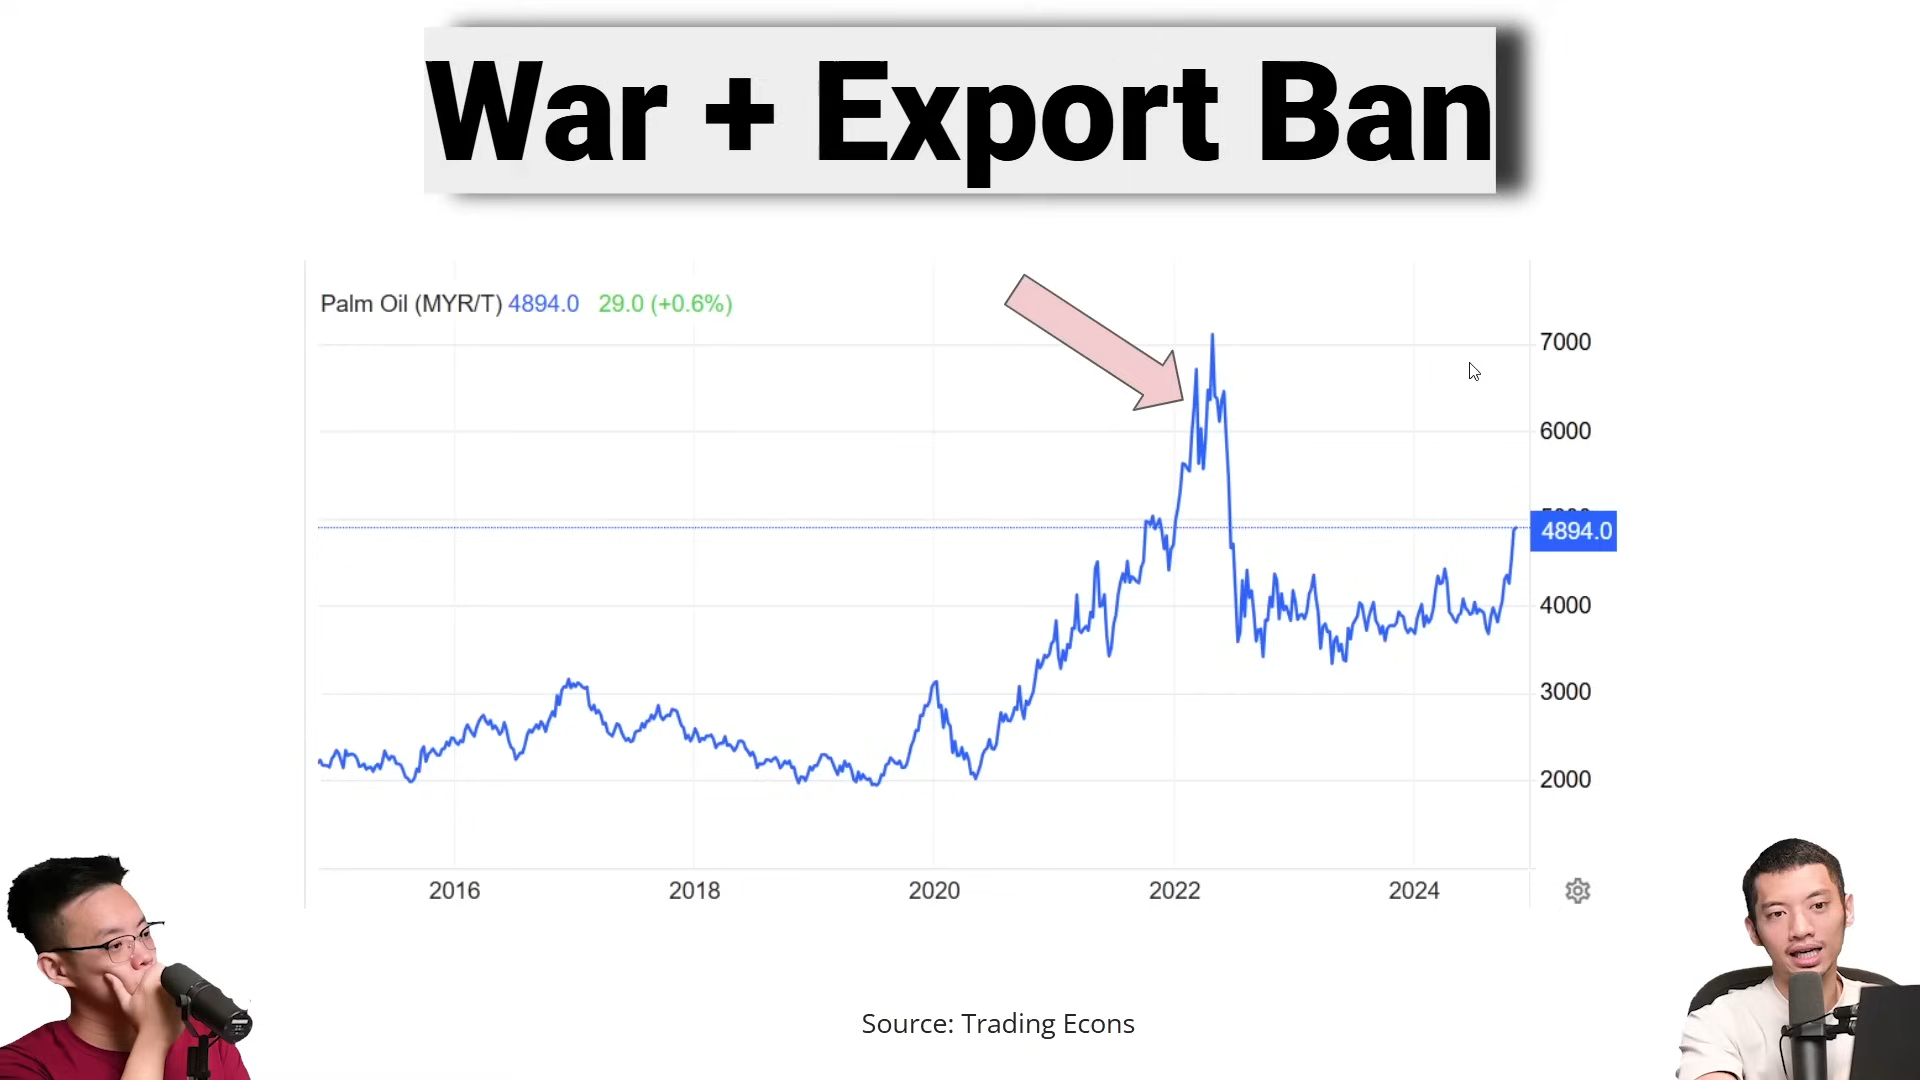 War + Export Ban
Palm Oil (MYR/T) 4894.0 29.0 (+0.6%)
7000
6000
4894.0
4000
3000
2000
2016 2018 2020 2022 2024
Source: Trading Econs